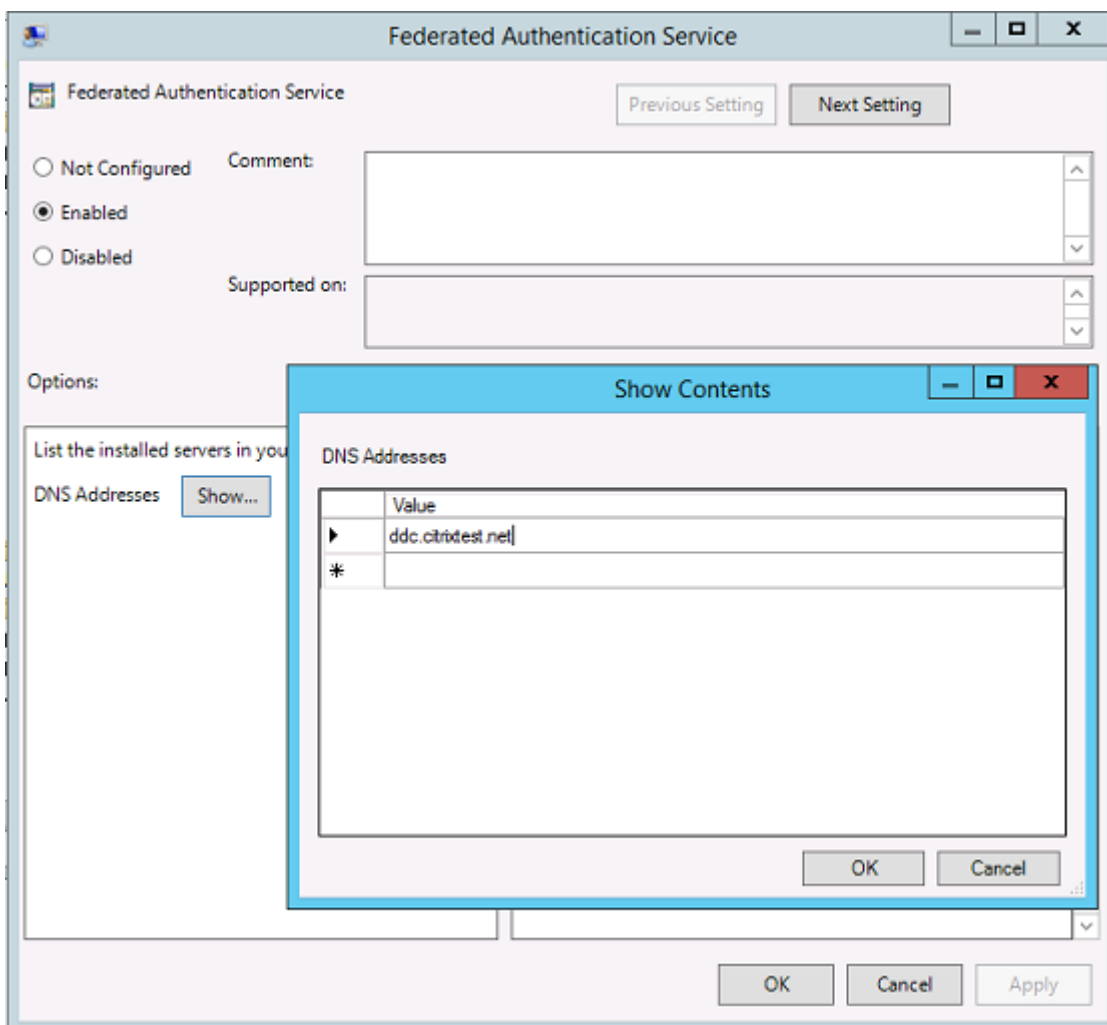 Federated Authentication Service
Federated Authentication Service
Previous Setting
Next Setting
Not Configured
Comment:
Enabled
Disabled
Supported on:
Options:
Show Contents
List the installed servers in you
DNS Addresses
Show...
DNS Addresses
Value
ddc.citrixtest.net
OK
Cancel
OK
Cancel
Apply